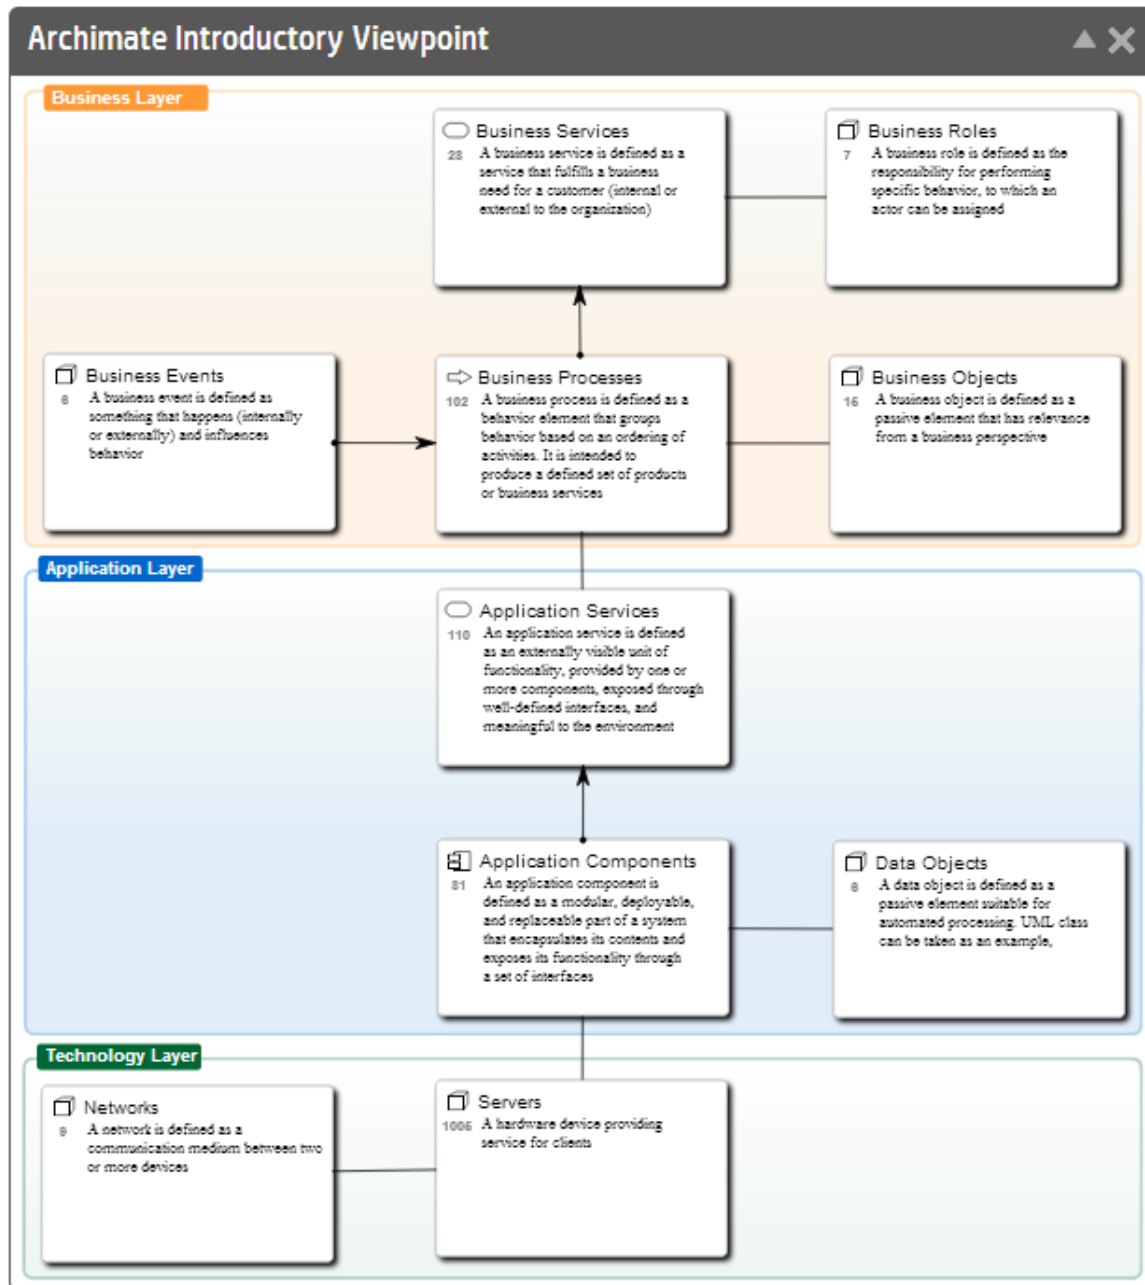 Archimate Introductory Viewpoint
Business Layer
Business Services
28
A business service is defined as a
service that fulfills a business
need for a customer (internal or
external to the organization)
Business Roles
7
A business role is defined as the
responsibility for performing
specific behavior, to which an
actor can be assigned
Business Events
6
A business event is defined as
something that happens (internally
or externally) and influences
behavior
Business Processes
102
A business process is defined as a
behavior element that groups
behavior based on an ordering of
activities. It is intended to
produce a defined set of products
or business services
Business Objects
15
A business object is defined as a
passive element that has relevance
from a business perspective
Application Layer
Application Services
110
An application service is defined
as an externally visible unit of
functionality, provided by one or
more components, exposed through
well-defined interfaces, and
meaningful to the environment
Application Components
81
An application component is
defined as a modular, deployable,
and replaceable part of a system
that encapsulates its contents and
exposes its functionality through
a set of interfaces
Data Objects
6
A data object is defined as a
passive element suitable for
automated processing. UML class
can be taken as an example,
Technology Layer
Networks
9
A network is defined as a
communication medium between two
or more devices
Servers
1005
A hardware device providing
service for clients